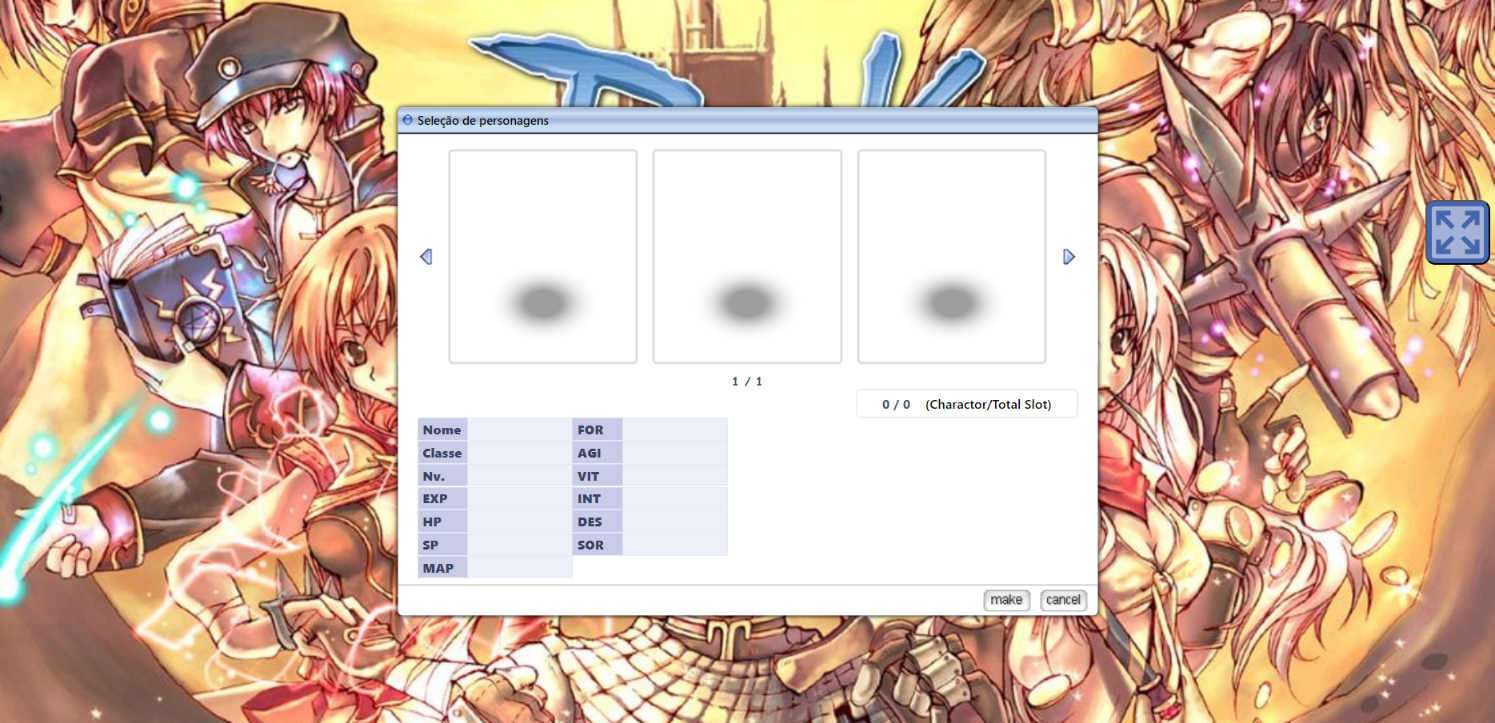 Seleção de personagens
1 / 1
0 / 0 (Charactor/Total Slot)
Nome FOR
Classe AGI
Nv. VIT
EXP INT
HP DES
SP SOR
MAP
make cancel